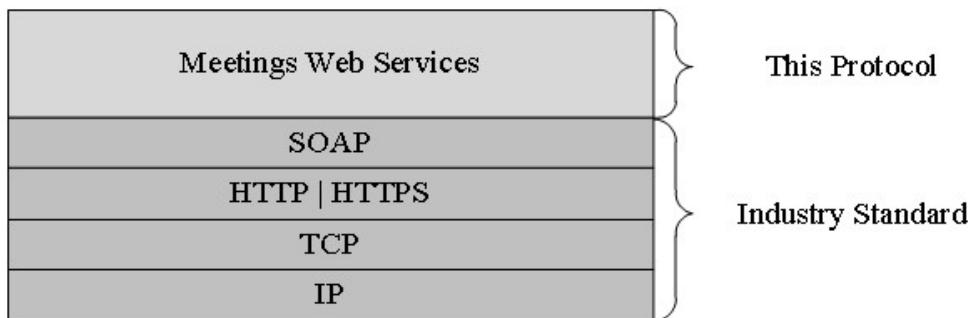 Meetings Web Services
This Protocol
SOAP
HTTP | HTTPS
TCP
IP
Industry Standard